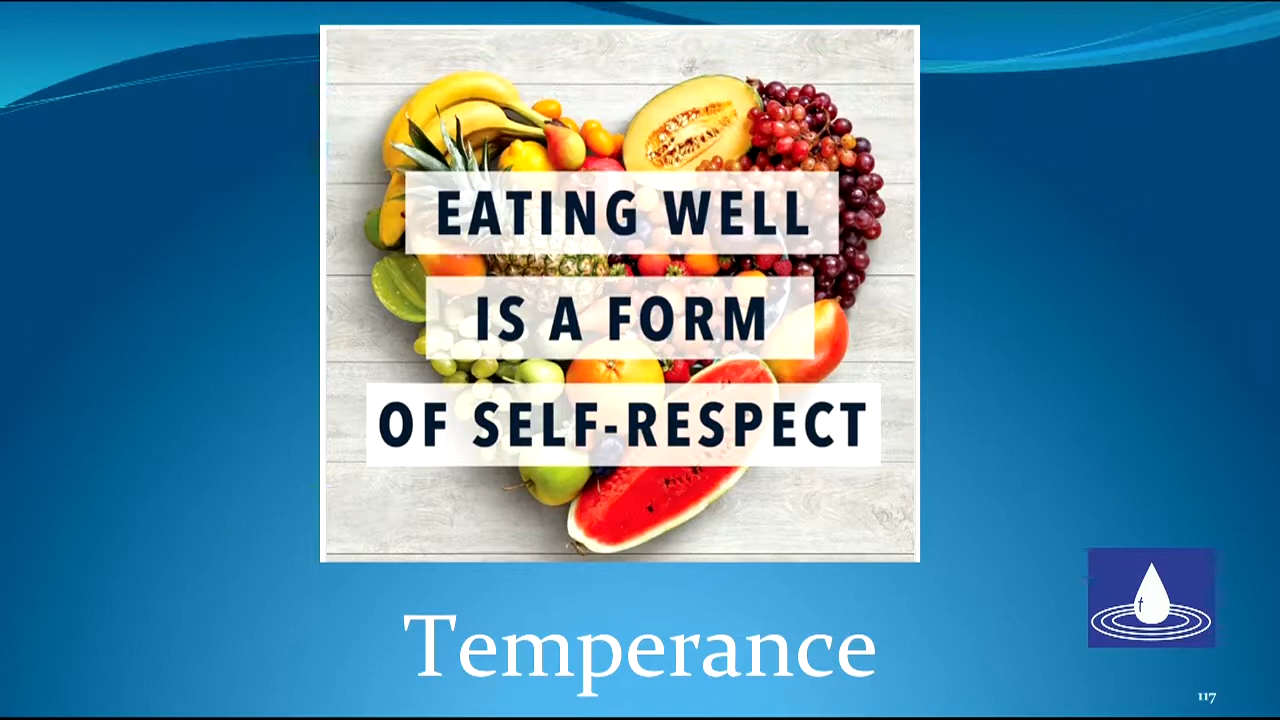 EATING WELL
IS A FORM
OF SELF-RESPECT
t
Temperance
117